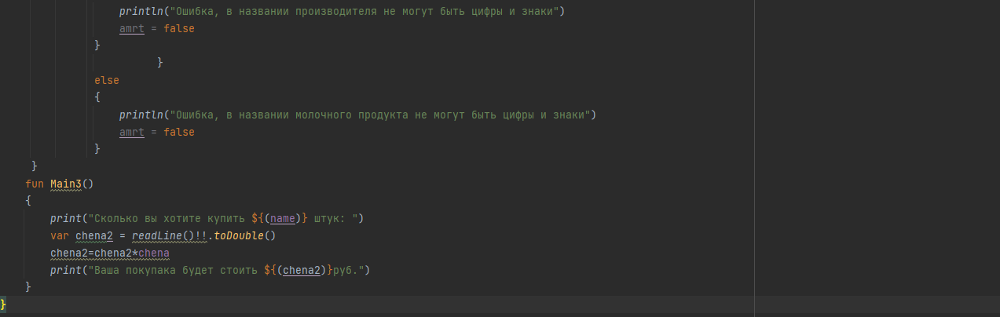 println("Ошибка, в названии производителя не могут быть цифры и знаки")
amrt = false
}
}
else
{
println("Ошибка, в названии молочного продукта не могут быть цифры и знаки")
amrt = false
}
}
fun Main3()
{
print("Сколько вы хотите купить ${(name)} штук: ")
var chena2 = readLine()!!.toDouble()
chena2=chena2*chena
print("Ваша покупака будет стоить ${(chena2)}руб.")
}
}